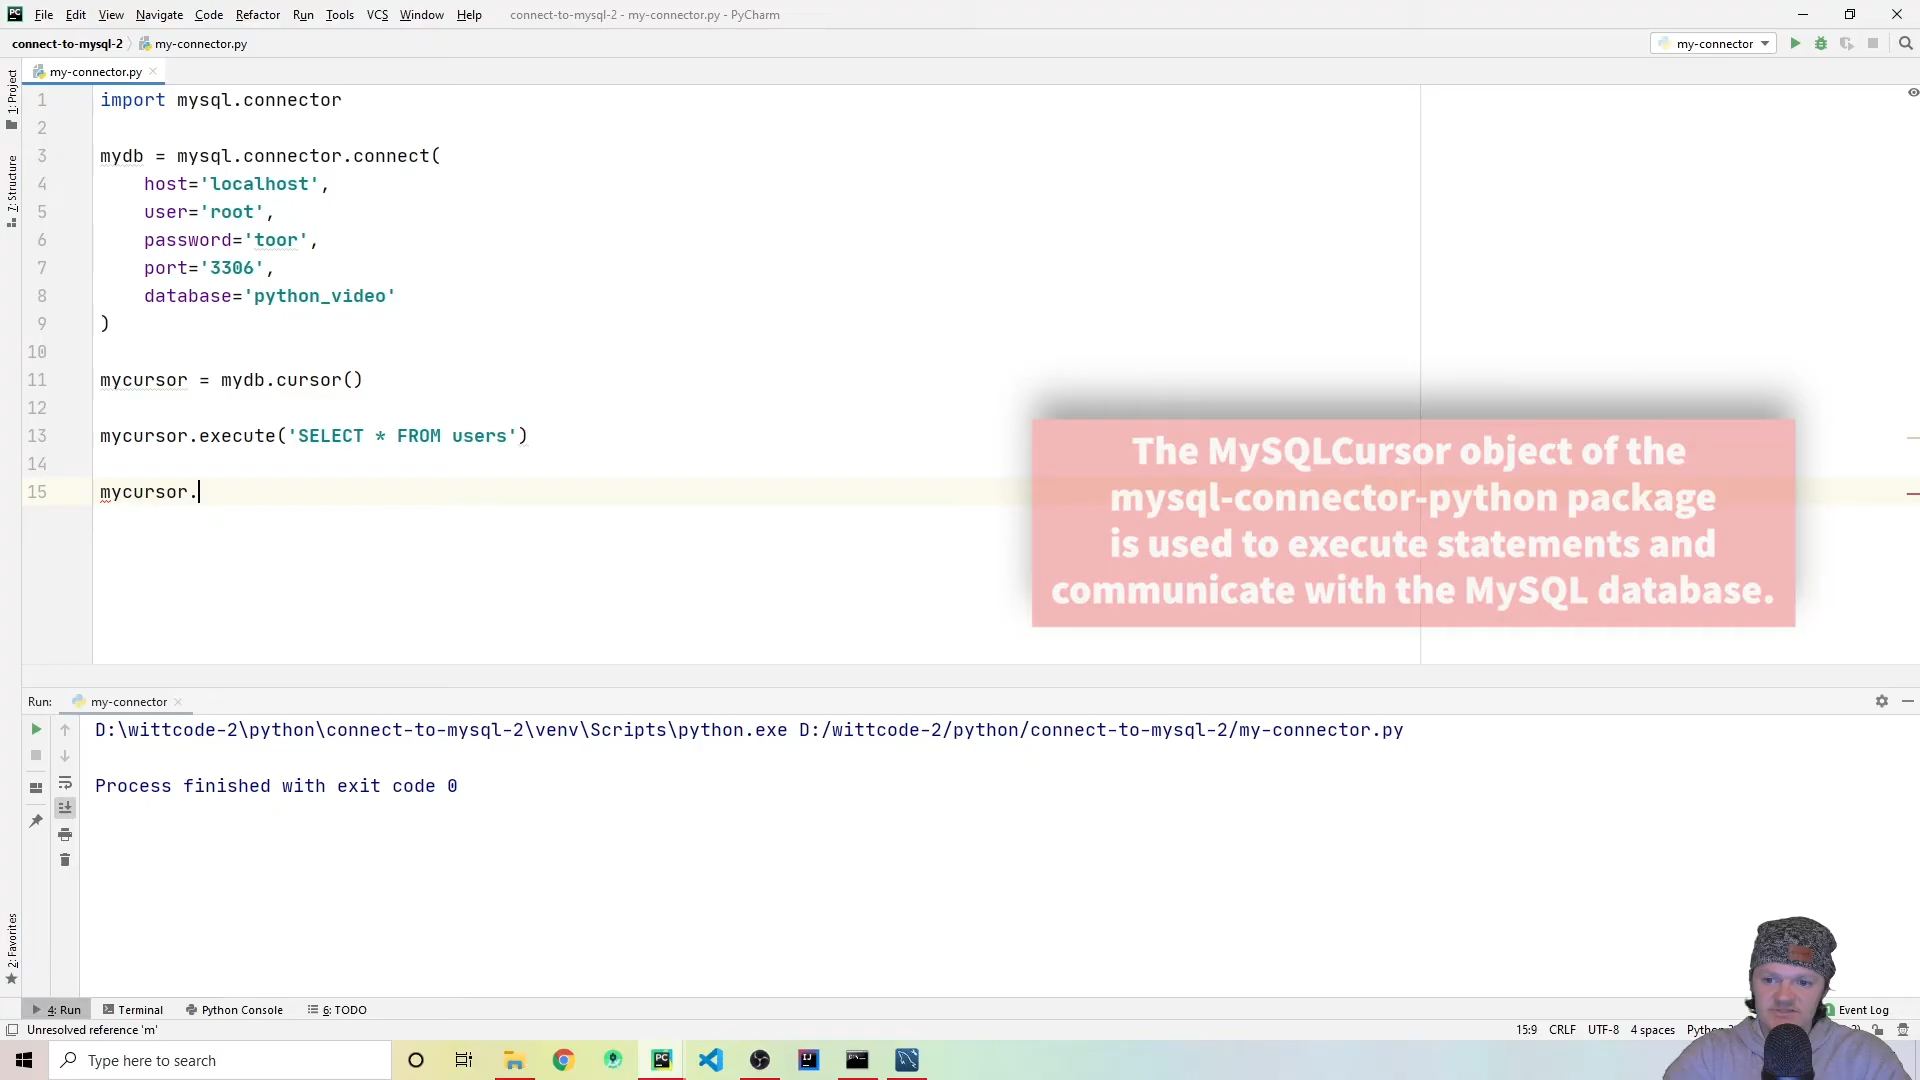 File Edit View Navigate Code Refactor Run Tools VCS Window Help connect-to-mysql-2 - my-connector.py - PyCharm
connect-to-mysql-2 my-connector.py my-connector
my-connector.py
1: Project
7: Structure
2: Favorites
1 import mysql.connector
2
3 mydb = mysql.connector.connect(
4 host='localhost',
5 user='root',
6 password='toor',
7 port='3306',
8 database='python_video'
9 )
10
11 mycursor = mydb.cursor()
12
13 mycursor.execute('SELECT * FROM users')
14
15 mycursor.
The MySQLCursor object of the
mysql-connector-python package
is used to execute statements and
communicate with the MySQL database.
Run: my-connector
D:\wittcode-2\python\connect-to-mysql-2\venv\Scripts\python.exe D:/wittcode-2/python/connect-to-mysql-2/my-connector.py
Process finished with exit code 0
4: Run Terminal Python Console 6: TODO Event Log
Unresolved reference 'm' 15:9 CRLF UTF-8 4 spaces
Type here to search